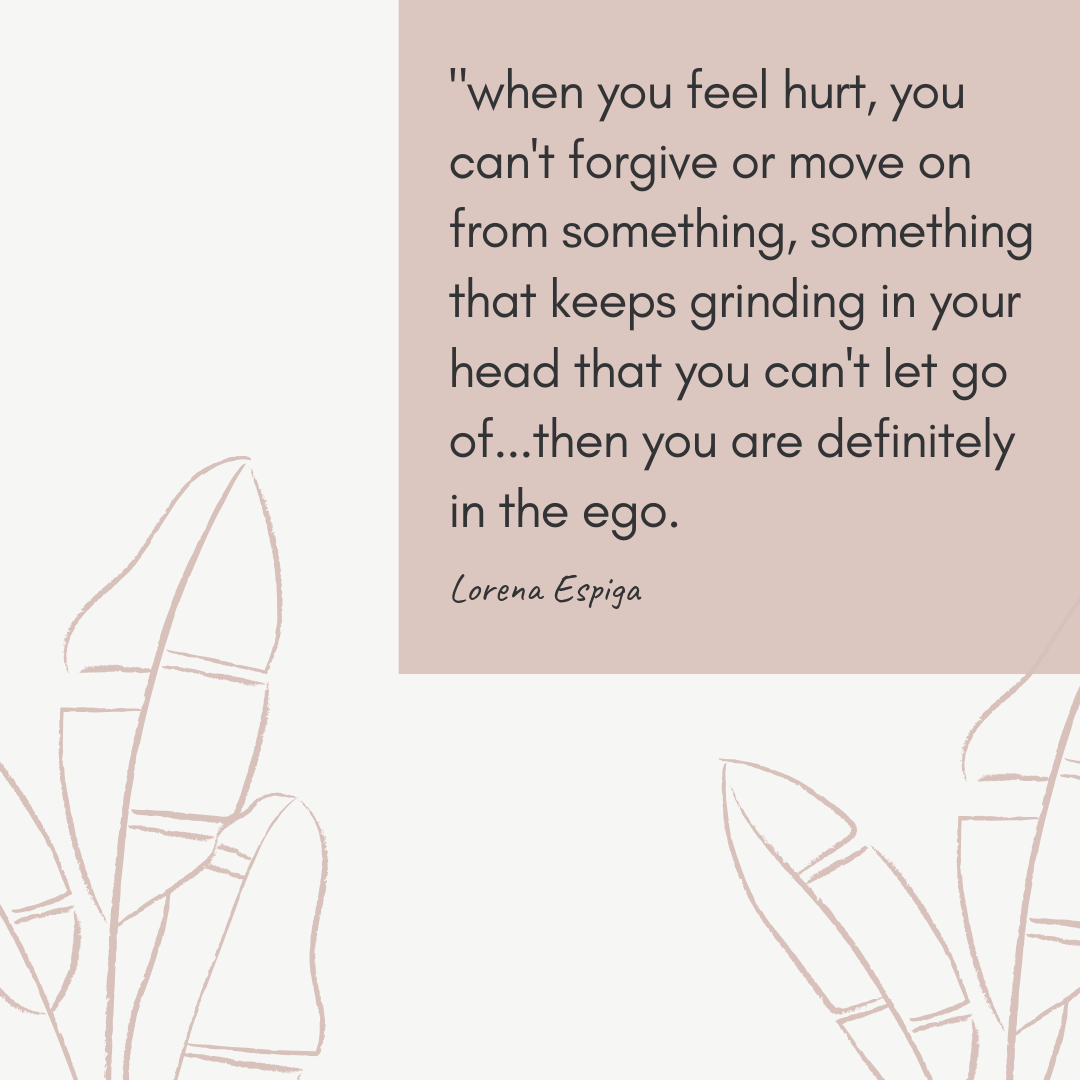 "when you feel hurt, you
can't forgive or move on
from something, something
that keeps grinding in your
head that you can't let go
of...then you are definitely
in the ego.
Lorena Espiga